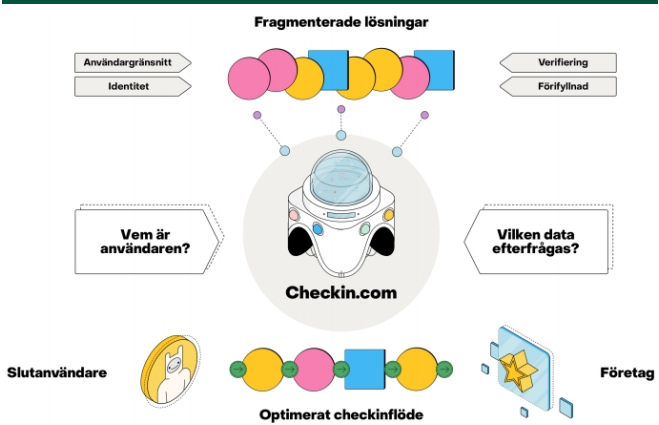 Fragmenterade lösningar
Användargränsnitt
Identitet
Verifiering
Förifyllnad
Vem är
användaren?
Vilken data
efterfrågas?
Checkin.com
Slutanvändare
Företag
Optimerat checkinflöde